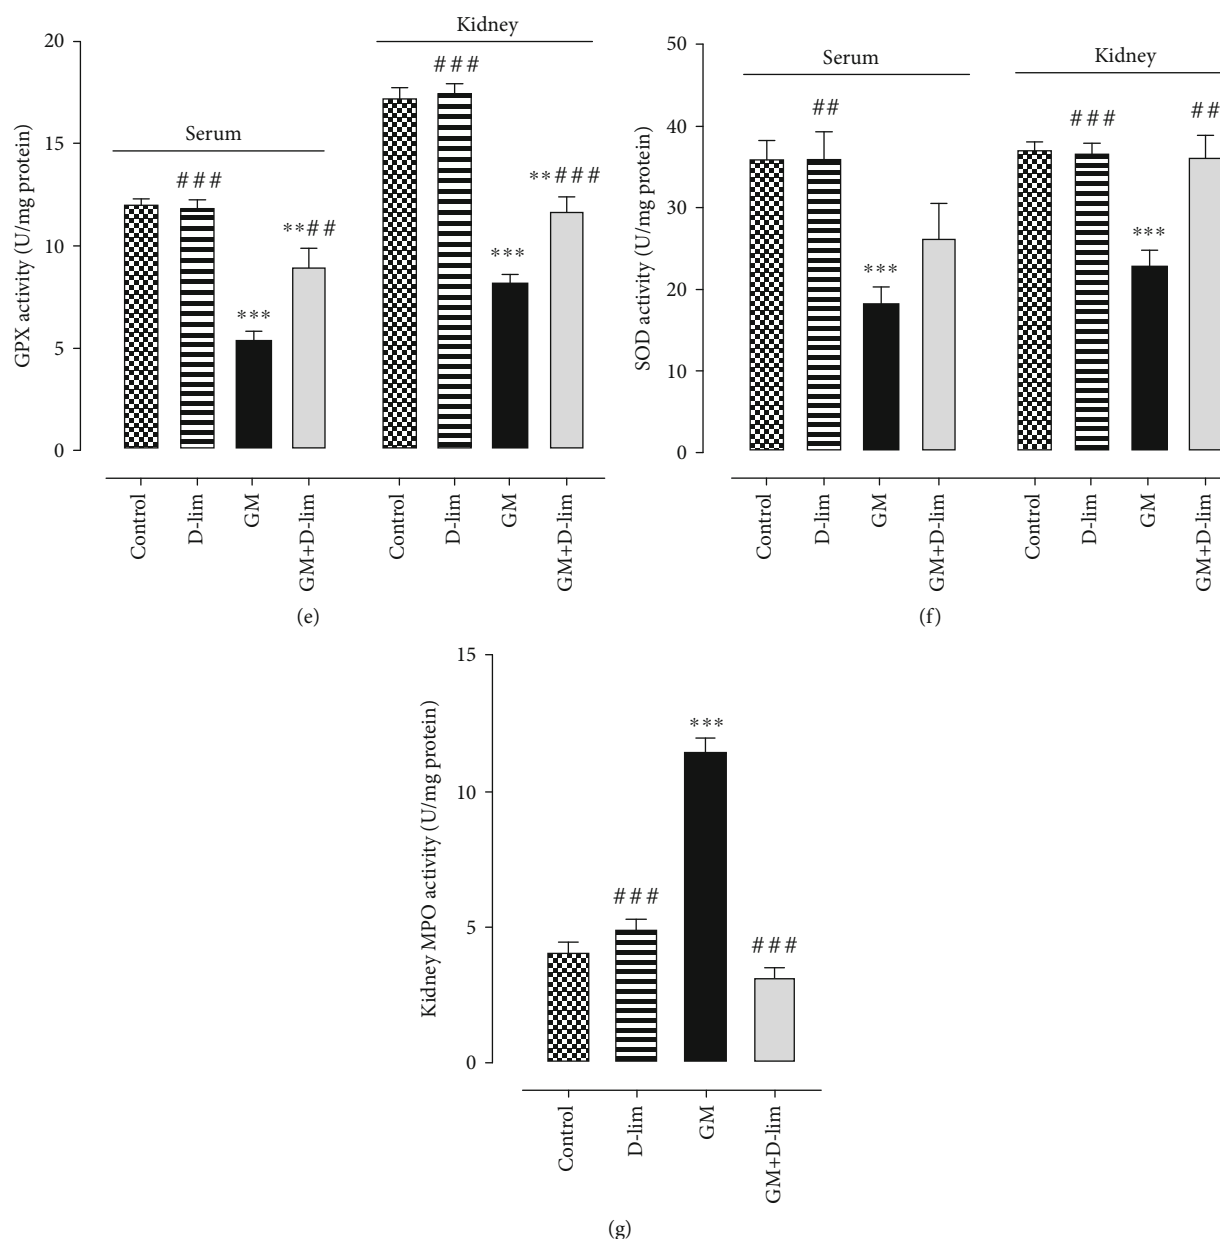 GPX activity (U/mg protein)
20
15
10
5
0
Serum
Kidney
###
***
**##
###
***
**###
Control
D-lim
GM
GM+D-lim
Control
D-lim
GM
GM+D-lim
(e)
SOD activity (U/mg protein)
50
40
30
20
10
0
Serum
Kidney
##
***
###
***
##
Control
D-lim
GM
GM+D-lim
Control
D-lim
GM
GM+D-lim
(f)
Kidney MPO activity (U/mg protein)
15
10
5
0
###
***
###
Control
D-lim
GM
GM+D-lim
(g)